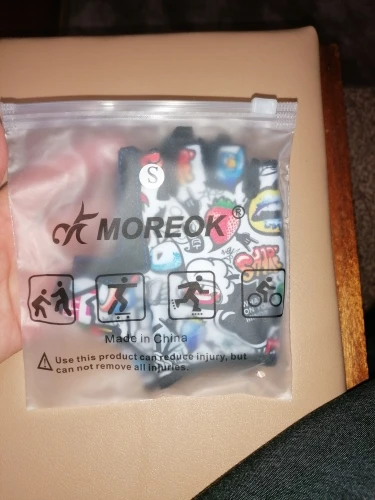 S
MOREOK®
Made in China
Use this product can reduce injury, but
can not remove all injuries.